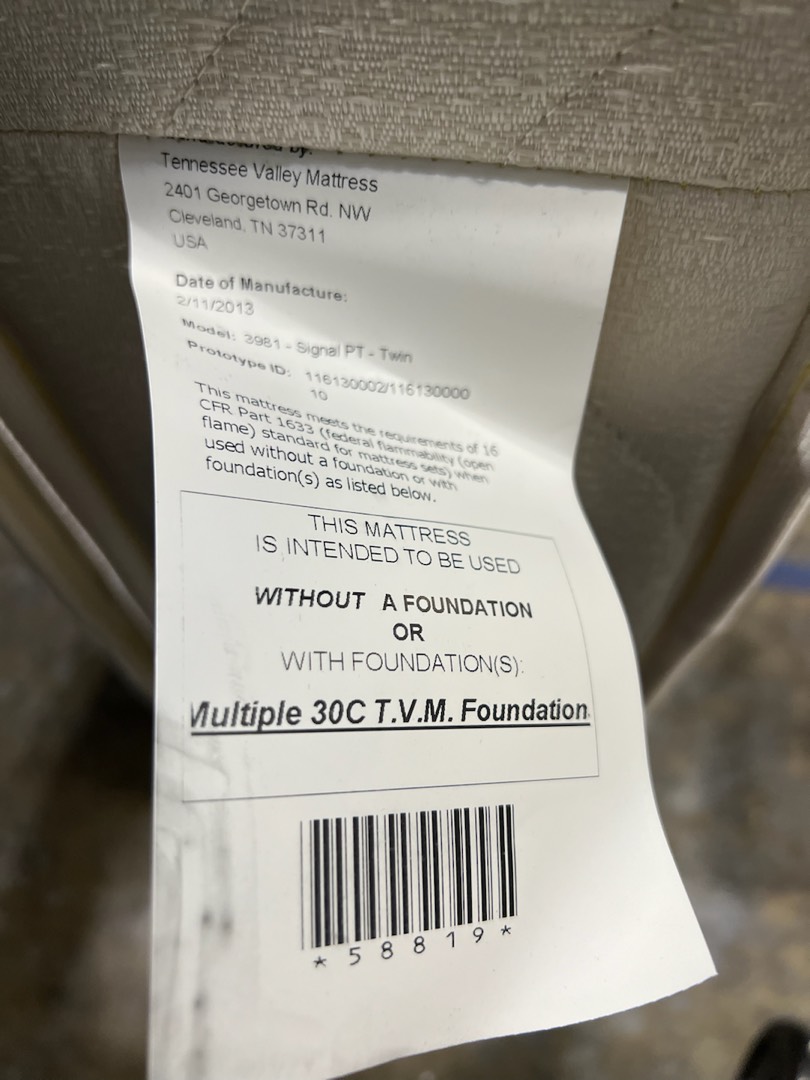 by:
Tennessee Valley Mattress
2401 Georgetown Rd. NW
Cleveland, TN 37311
USA
Date of Manufacture:
2/11/2013
Model: 3981 - Signal PT - Twin
Prototype ID: 116130002/116130000
10
This mattress meets the requirements of 16
CFR Part 1633 (federal flammability (open
flame) standard for mattress sets) when
used without a foundation or with
foundation(s) as listed below.
THIS MATTRESS
IS INTENDED TO BE USED
WITHOUT A FOUNDATION
OR
WITH FOUNDATION(S):
Multiple 30C T.V.M. Foundation
*58819*